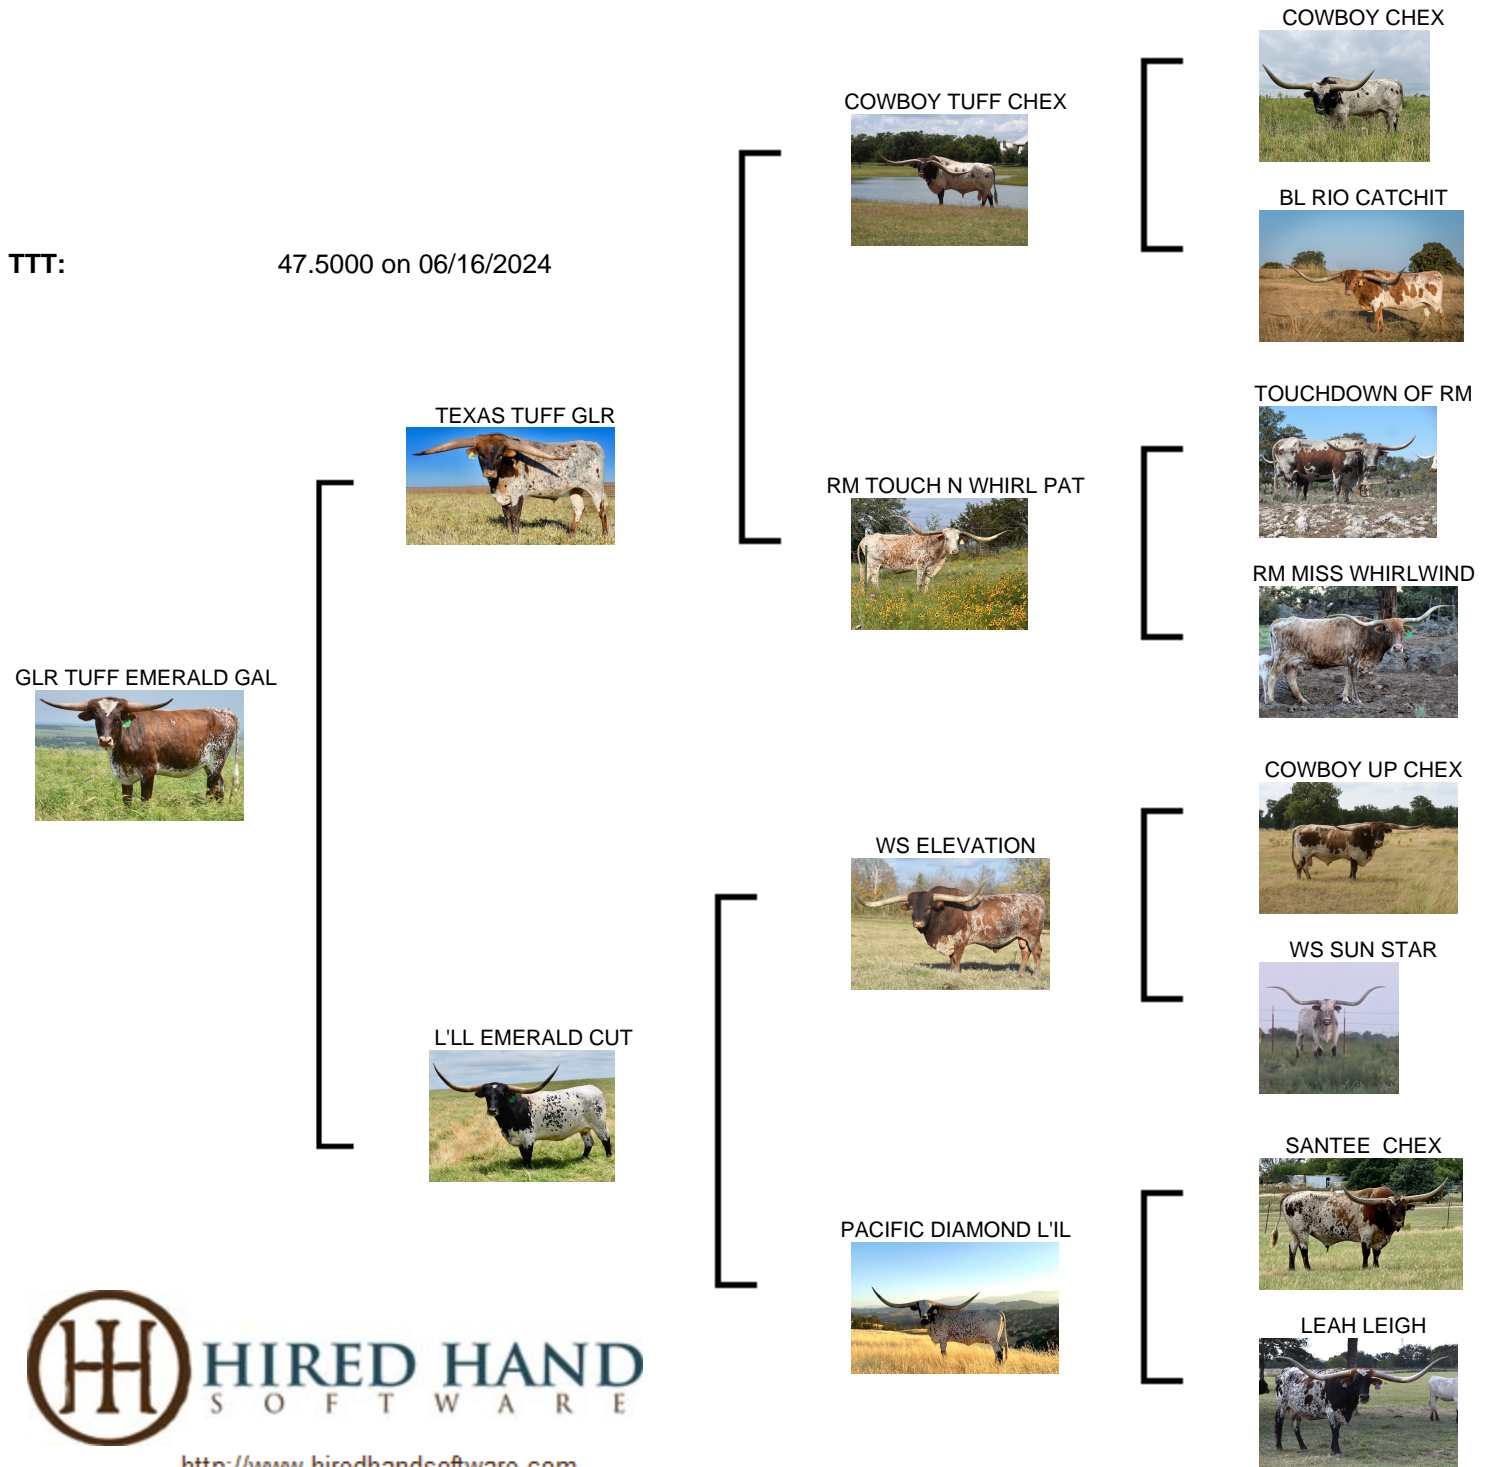 COWBOY CHEX
COWBOY TUFF CHEX
BL RIO CATCHIT
TTT: 47.5000 on 06/16/2024
TOUCHDOWN OF RM
TEXAS TUFF GLR
RM TOUCH N WHIRL PAT
RM MISS WHIRLWIND
GLR TUFF EMERALD GAL
COWBOY UP CHEX
WS ELEVATION
WS SUN STAR
L'LL EMERALD CUT
SANTEE  CHEX
PACIFIC DIAMOND L'IL
LEAH LEIGH
HIRED HAND
SOFTWARE
http://www.hiredhandsoftware.com